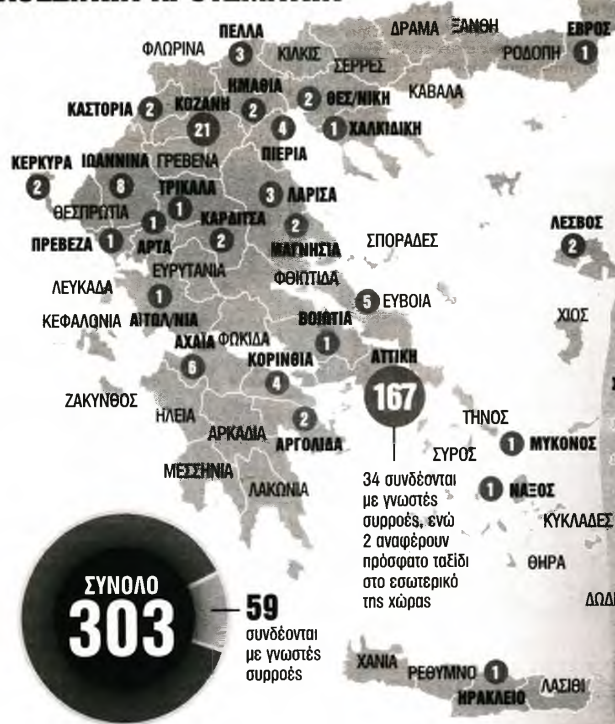 ΠΕΛΛΑ
3
ΦΛΩΡΙΝΑ
ΚΙΛΚΙΣ
ΣΕΡΡΕΣ
ΔΡΑΜΑ
ΞΑΝΘΗ
ΡΟΔΟΠΗ
ΕΒΡΟΣ
1
ΚΑΒΑΛΑ
ΗΜΑΘΙΑ
2
ΘΕΣ/ΝΙΚΗ
2
ΚΑΣΤΟΡΙΑ
2
ΚΟΖΑΝΗ
21
ΠΙΕΡΙΑ
4
ΧΑΛΚΙΔΙΚΗ
1
ΚΕΡΚΥΡΑ
2
ΙΩΑΝΝΙΝΑ
8
ΓΡΕΒΕΝΑ
ΤΡΙΚΑΛΑ
1
ΛΑΡΙΣΑ
3
ΘΕΣΠΡΩΤΙΑ
ΚΑΡΔΙΤΣΑ
2
ΜΑΓΝΗΣΙΑ
2
ΠΡΕΒΕΖΑ
1
ΑΡΤΑ
1
ΣΠΟΡΑΔΕΣ
ΛΕΣΒΟΣ
2
ΕΥΡΥΤΑΝΙΑ
ΦΘΙΩΤΙΔΑ
ΛΕΥΚΑΔΑ
ΑΙΤΩΛ/ΝΙΑ
1
ΕΥΒΟΙΑ
5
ΧΙΟΣ
ΚΕΦΑΛΟΝΙΑ
ΦΩΚΙΔΑ
ΒΟΙΩΤΙΑ
1
ΑΧΑΪΑ
6
ΚΟΡΙΝΘΙΑ
4
ΑΤΤΙΚΗ
167
ΖΑΚΥΝΘΟΣ
ΗΛΕΙΑ
ΑΡΚΑΔΙΑ
ΑΡΓΟΛΙΔΑ
2
ΤΗΝΟΣ
ΜΥΚΟΝΟΣ
1
ΣΥΡΟΣ
ΜΕΣΣΗΝΙΑ
ΛΑΚΩΝΙΑ
ΝΑΞΟΣ
1
ΚΥΚΛΑΔΕΣ
ΘΗΡΑ
34 συνδέονται
με γνωστές
συρροές, ενώ
2 αναφέρουν
πρόσφατο ταξίδι
στο εσωτερικό
της χώρας
ΣΥΝΟΛΟ
303
59
συνδέονται
με γνωστές
συρροές
ΧΑΝΙΑ
ΡΕΘΥΜΝΟ
ΗΡΑΚΛΕΙΟ
1
ΛΑΣΙΘΙ